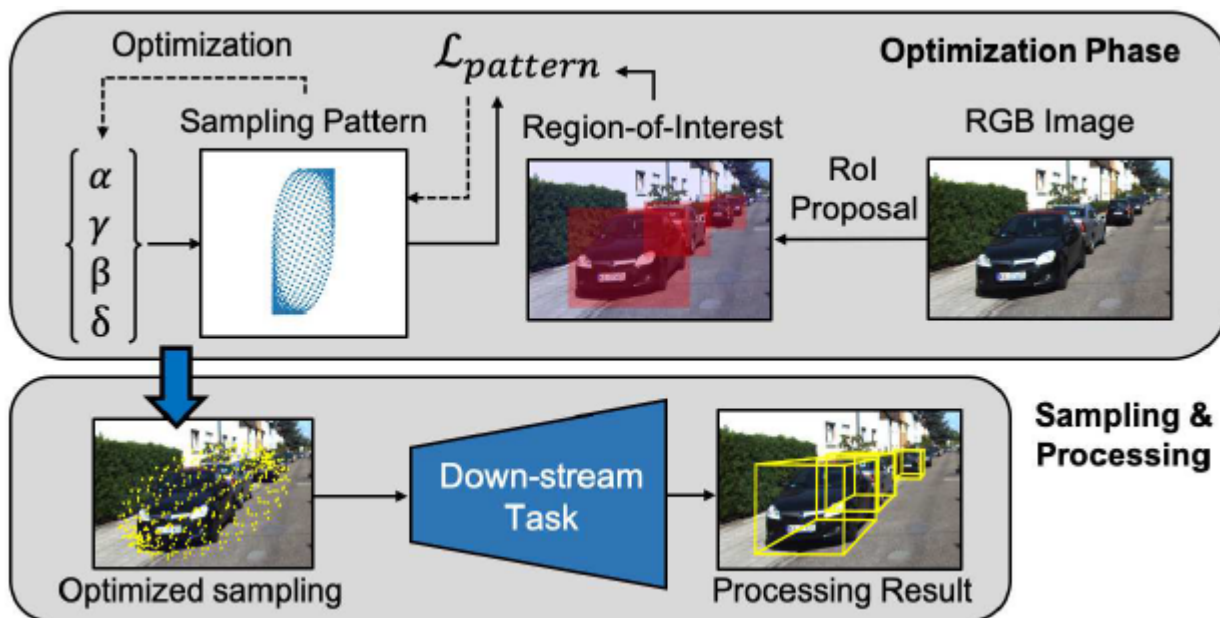 Optimization
ℒpattern
Optimization Phase
Sampling Pattern
Region-of-Interest
RGB Image
α
γ
β
δ
RoI
Proposal
Sampling &
Processing
Down-stream
Task
Optimized sampling
Processing Result